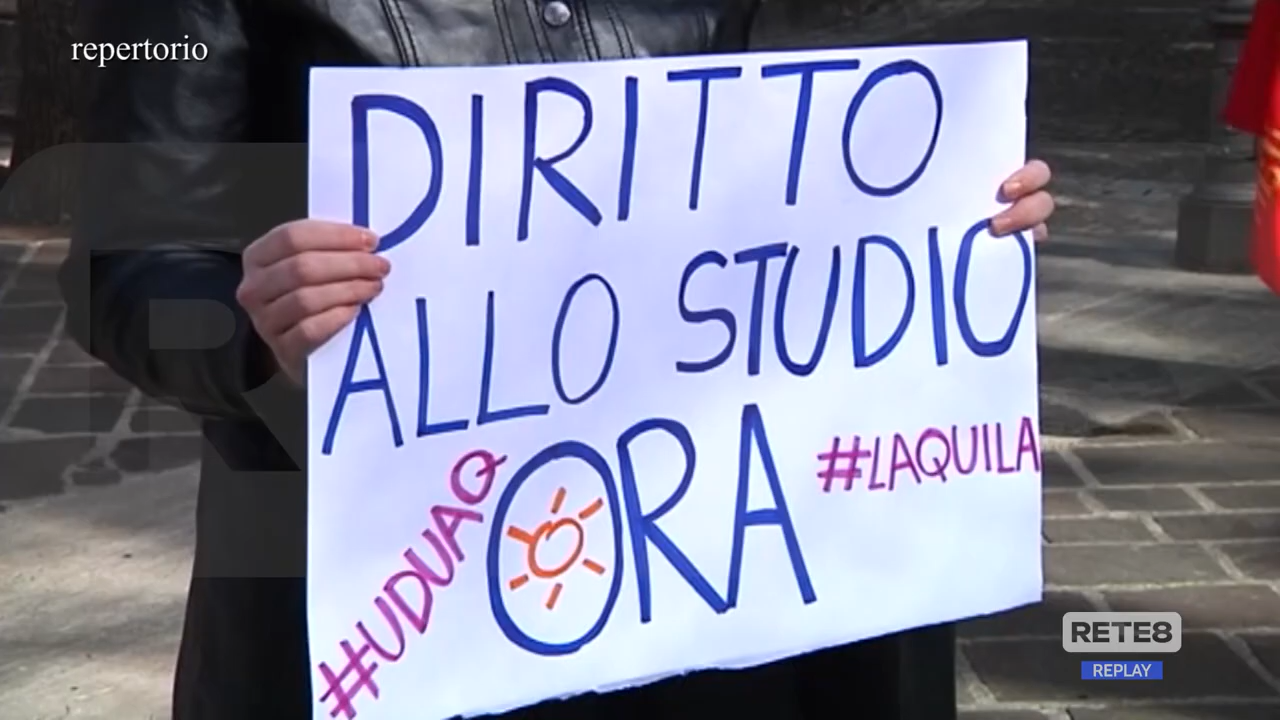 repertorio
DIRITTO
ALLO STUDIO
ORA
#UDUAQ
#LAQUILA
RETE8
REPLAY